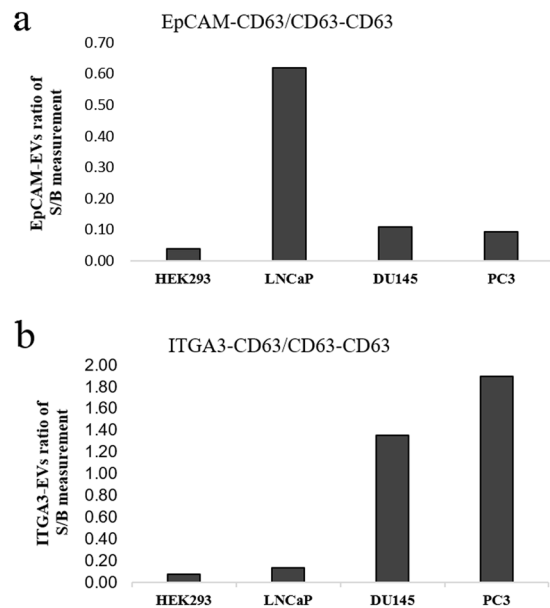 a
EpCAM-CD63/CD63-CD63
EpCAM-EVs ratio of
S/B measurement
0.70
0.60
0.50
0.40
0.30
0.20
0.10
0.00
HEK293 LNCaP DU145 PC3
b
ITGA3-CD63/CD63-CD63
ITGA3-EVs ratio of
S/B measurement
2.00
1.80
1.60
1.40
1.20
1.00
0.80
0.60
0.40
0.20
0.00
HEK293 LNCaP DU145 PC3